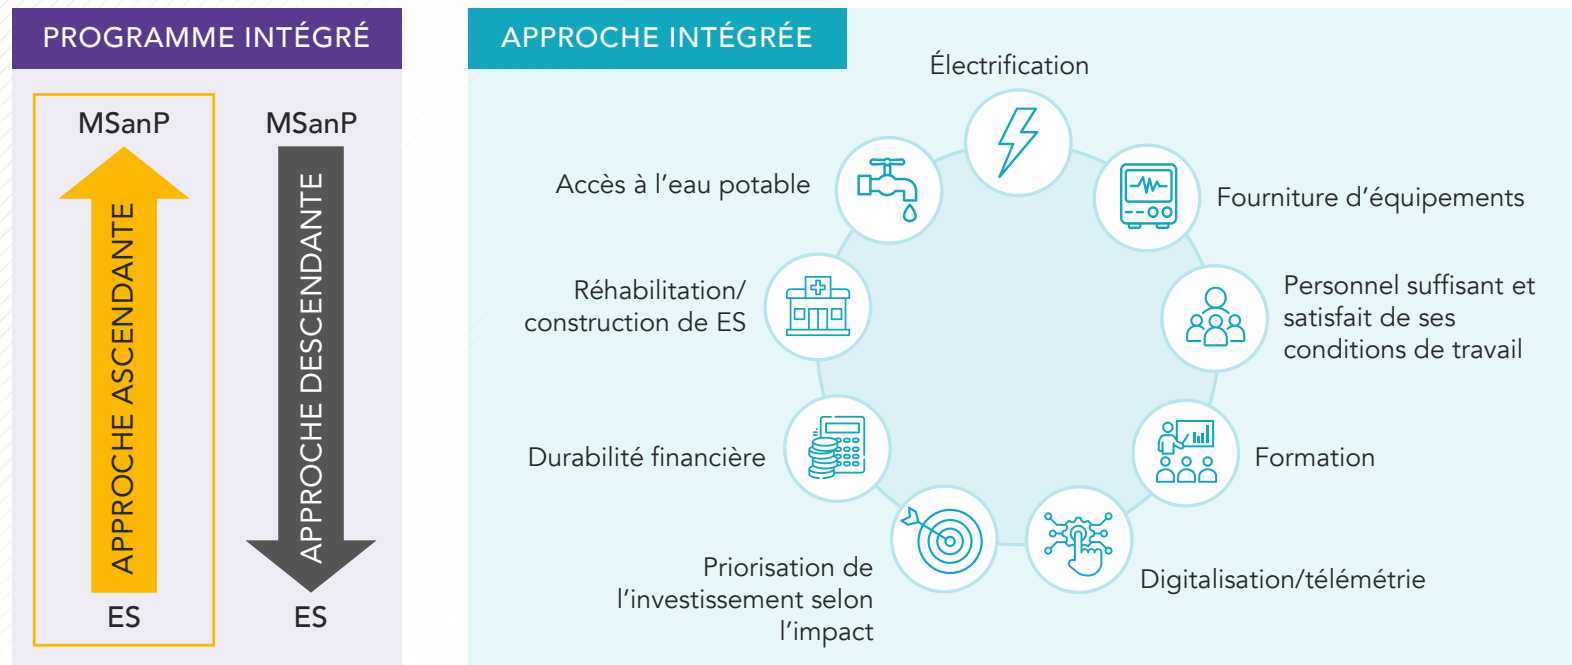 PROGRAMME INTÉGRÉ
MSanP
APPROCHE ASCENDANTE
ES
MSanP
APPROCHE DESCENDANTE
ES
APPROCHE INTÉGRÉE
Électrification
Fourniture d’équipements
Personnel suffisant et
satisfait de ses
conditions de travail
Formation
Digitalisation/télémétrie
Priorisation de
l’investissement selon
l’impact
Durabilité financière
Réhabilitation/
construction de ES
Accès à l’eau potable